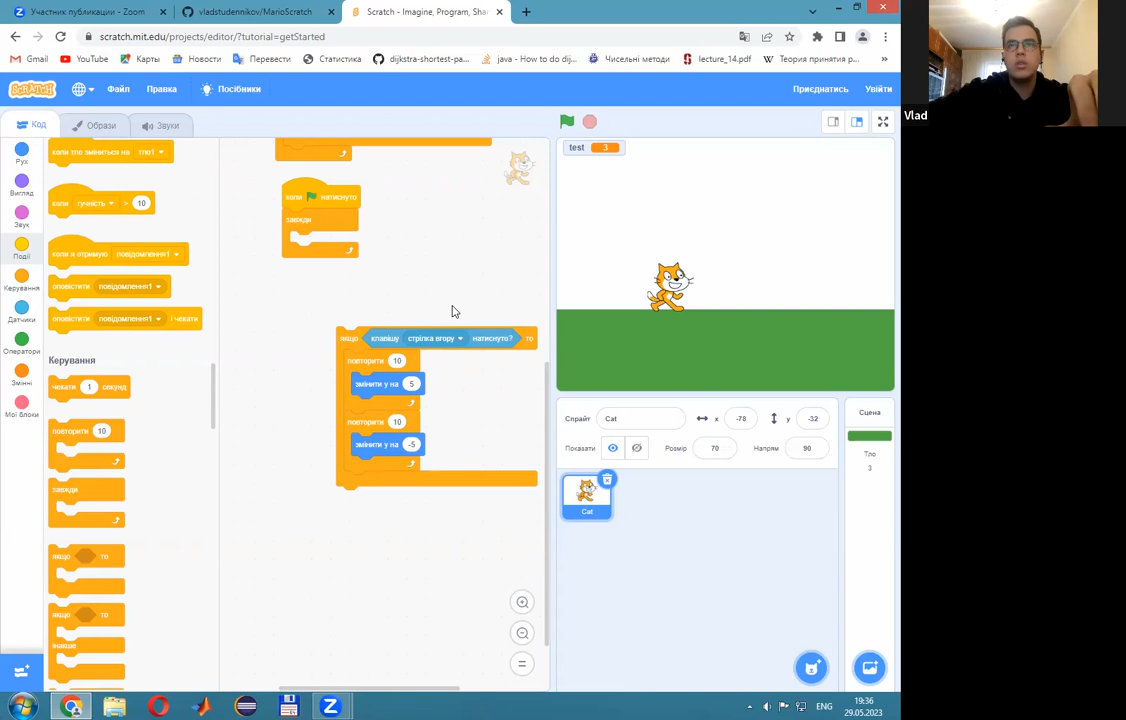 Участник публикации - Zoom
vladstudennikov/MarioScratch
Scratch - Imagine, Program, Sha
scratch.mit.edu/projects/editor/?tutorial=getStarted
Gmail YouTube Карты Новости Перевести Статистика dijkstra-shortest-pa... java - How to do dij... Чисельні методи lecture_14.pdf Теория принятия р...
SCRATCH Файл Правка Посібники Приєднатись Увійти
Vlad
Код Образи Звуки
Рух
Вигляд
Звук
Події
Керування
Датчики
Оператори
Змінні
Мої блоки
коли тло зміниться на тло1
коли гучність > 10
коли я отримую повідомлення1
оповістити повідомлення1
оповістити повідомлення1 і чекати
Керування
чекати 1 секунд
повторити 10
завжди
якщо то
якщо то
інакше
коли натиснуто
завжди
якщо клавішу стрілка вгору натиснуто? то
повторити 10
змінити y на 5
повторити 10
змінити y на -5
test 3
Спрайт Cat x -78 y -32
Показати Розмір 70 Напрям 90
Cat
Сцена
Тло
3
ENG
19:36
29.05.2023